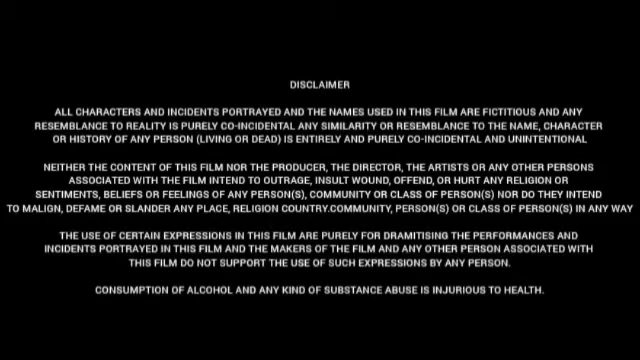 DISCLAIMER
ALL CHARACTERS AND INCIDENTS PORTRAYED AND THE NAMES USED IN THIS FILM ARE FICTITIOUS AND ANY
RESEMBLANCE TO REALITY IS PURELY CO-INCIDENTAL ANY SIMILARITY OR RESEMBLANCE TO THE NAME, CHARACTER
OR HISTORY OF ANY PERSON (LIVING OR DEAD) IS ENTIRELY AND PURELY CO-INCIDENTAL AND UNINTENTIONAL
NEITHER THE CONTENT OF THIS FILM NOR THE PRODUCER, THE DIRECTOR, THE ARTISTS OR ANY OTHER PERSONS
ASSOCIATED WITH THE FILM INTEND TO OUTRAGE, INSULT WOUND, OFFEND, OR HURT ANY RELIGION OR
SENTIMENTS, BELIEFS OR FEELINGS OF ANY PERSON(S), COMMUNITY OR CLASS OF PERSON(S) NOR DO THEY INTEND
TO MALIGN, DEFAME OR SLANDER ANY PLACE, RELIGION COUNTRY.COMMUNITY, PERSON(S) OR CLASS OF PERSON(S) IN ANY WAY
THE USE OF CERTAIN EXPRESSIONS IN THIS FILM ARE PURELY FOR DRAMITISING THE PERFORMANCES AND
INCIDENTS PORTRAYED IN THIS FILM AND THE MAKERS OF THE FILM AND ANY OTHER PERSON ASSOCIATED WITH
THIS FILM DO NOT SUPPORT THE USE OF SUCH EXPRESSIONS BY ANY PERSON.
CONSUMPTION OF ALCOHOL AND ANY KIND OF SUBSTANCE ABUSE IS INJURIOUS TO HEALTH.